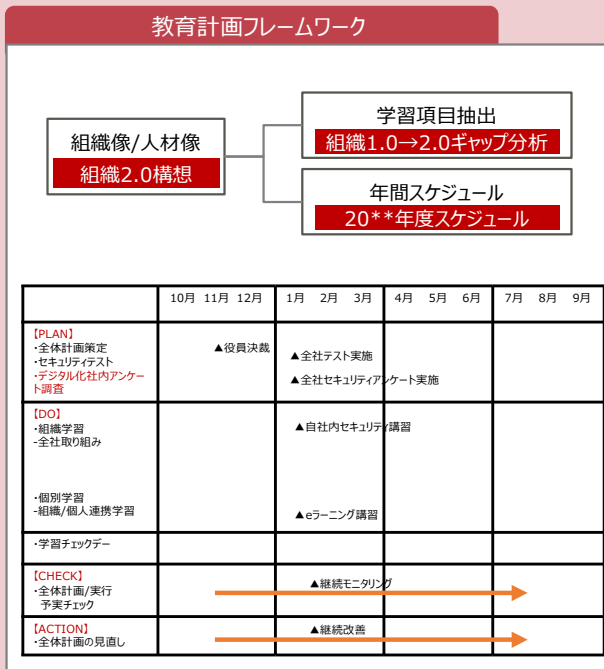 教育計画フレームワーク
組織像/人材像
組織2.0構想
学習項目抽出
組織1.0→2.0ギャップ分析
年間スケジュール
20**年度スケジュール
10月 11月 12月 1月 2月 3月 4月 5月 6月 7月 8月 9月
【PLAN】
・全体計画策定
・セキュリティテスト
・デジタル化社内アンケー
ト調査
▲役員決裁
▲全社テスト実施
▲全社セキュリティアンケート実施
【DO】
・組織学習
-全社取り組み
▲自社内セキュリティ講習
・個別学習
-組織/個人連携学習
▲eラーニング講習
・学習チェックデー
【CHECK】
・全体計画/実行
予実チェック
▲継続モニタリング
【ACTION】
・全体計画の見直し
▲継続改善